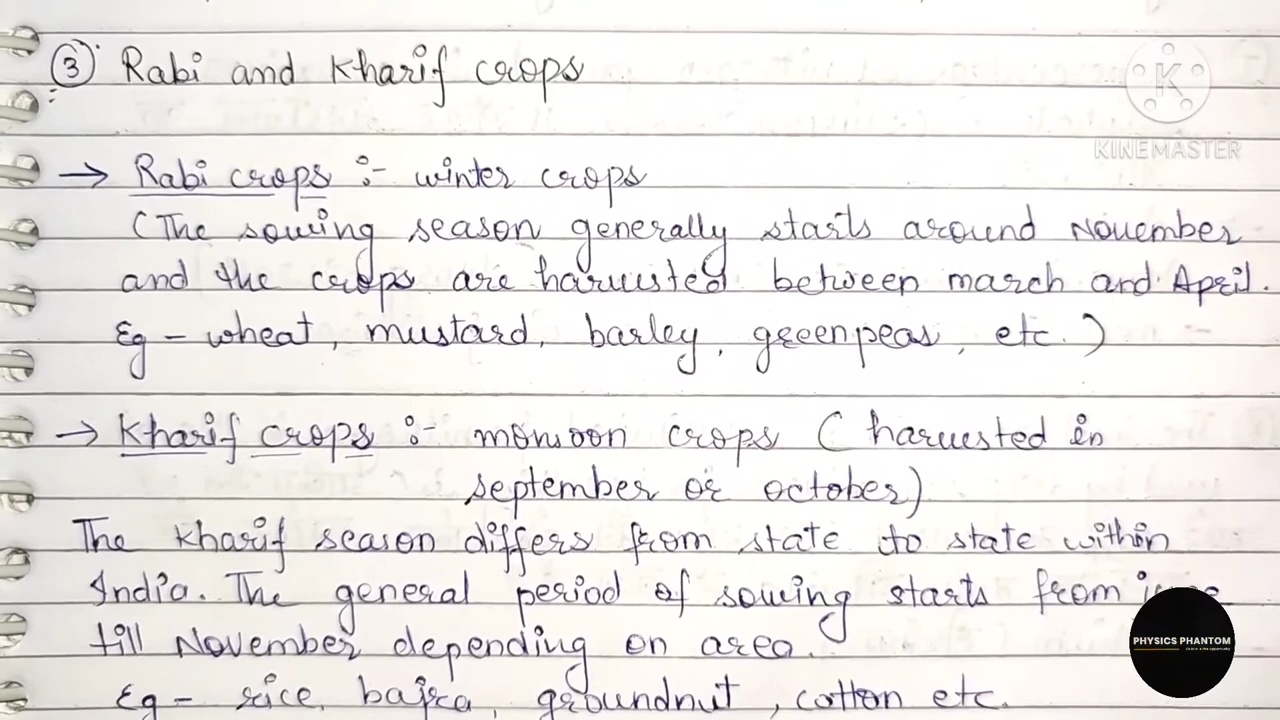 ③ Rabi and Kharif crops
KINEMASTER
→ Rabi crops :- winter crops
(The sowing season generally starts around November
and the crops are harvested between march and April.
Eg - wheat, mustard, barley, greenpeas, etc.)
→ Kharif crops :- monsoon crops ( harvested in
september or october)
The Kharif season differs from state to state within
India. The general period of sowing starts from
till November depending on area.
PHYSICS PHANTOM
Eg - rice, bajra, groundnut, cotton etc.